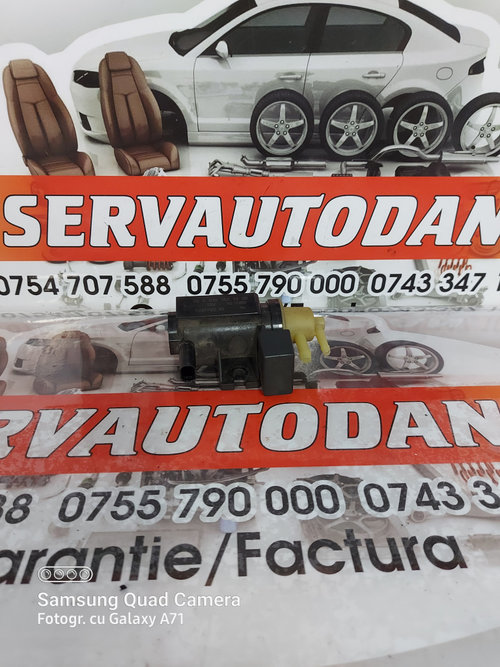 SERVAUTODAN
0754 707 588 0755 790 000 0743 347
RVAUTODAN
88 0755 790 000 0743 3
arantie/Factura
Samsung Quad Camera
Fotogr. cu Galaxy A71